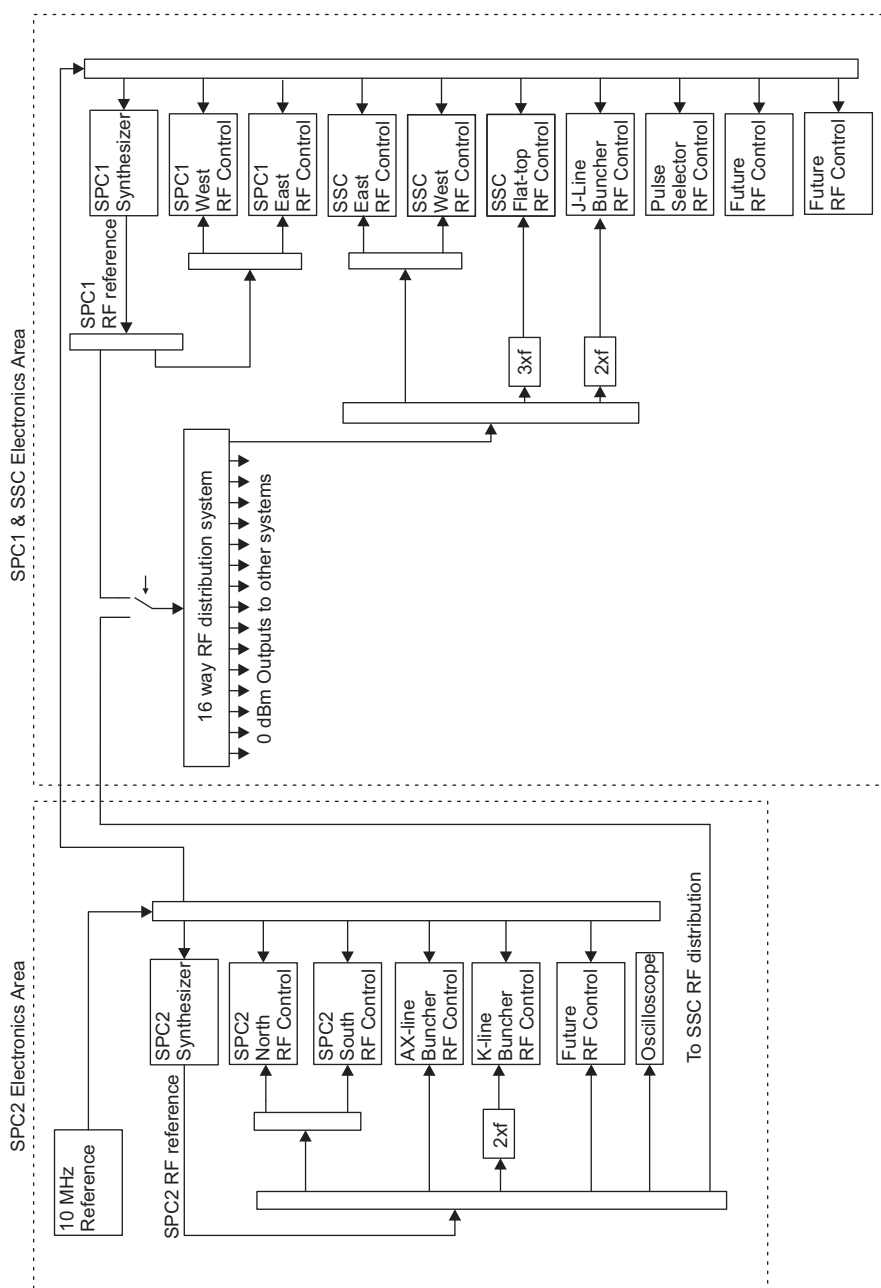 SPC2 Electronics Area
10 MHz
Reference
SPC2
Synthesizer
SPC2 RF reference
SPC2
North
RF Control
SPC2
South
RF Control
AX-line
Buncher
RF Control
K-line
Buncher
RF Control
2xf
Future
RF Control
Oscilloscope
To SSC RF distribution
SPC1 & SSC Electronics Area
16 way RF distribution system
0 dBm Outputs to other systems
SPC1
RF reference
SPC1
Synthesizer
SPC1
West
RF Control
SPC1
East
RF Control
SSC
East
RF Control
SSC
West
RF Control
SSC
Flat-top
RF Control
3xf
J-Line
Buncher
RF Control
2xf
Pulse
Selector
RF Control
Future
RF Control
Future
RF Control